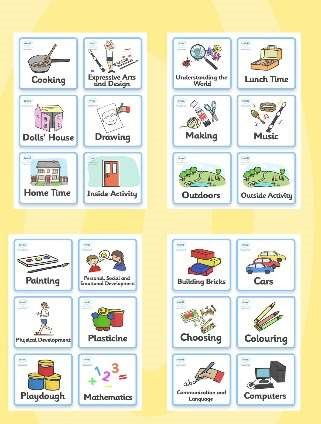 Cooking
Expressive Arts
and Design
Understanding the
World
Lunch Time
Dolls' House
Drawing
Making
Music
Home Time
Inside Activity
Outdoors
Outside Activity
Painting
Personal, Social and
Emotional Development
Building Bricks
Cars
Physical Development
Plasticine
Choosing
Colouring
Playdough
Mathematics
Communication and
Language
Computers